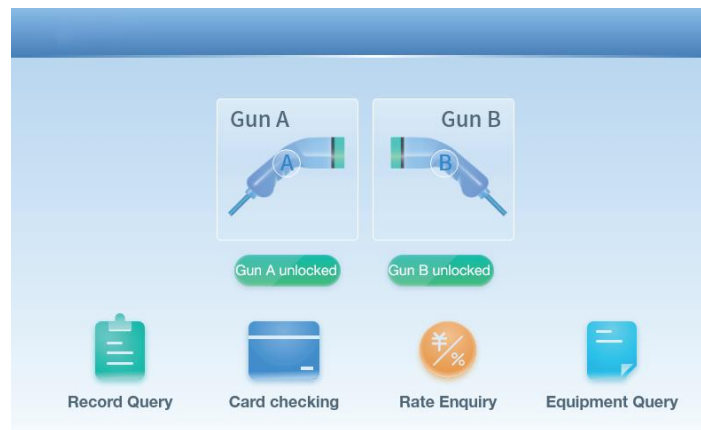 Gun A
Gun B
A
B
Gun A unlocked
Gun B unlocked
¥/%
Record Query
Card checking
Rate Enquiry
Equipment Query